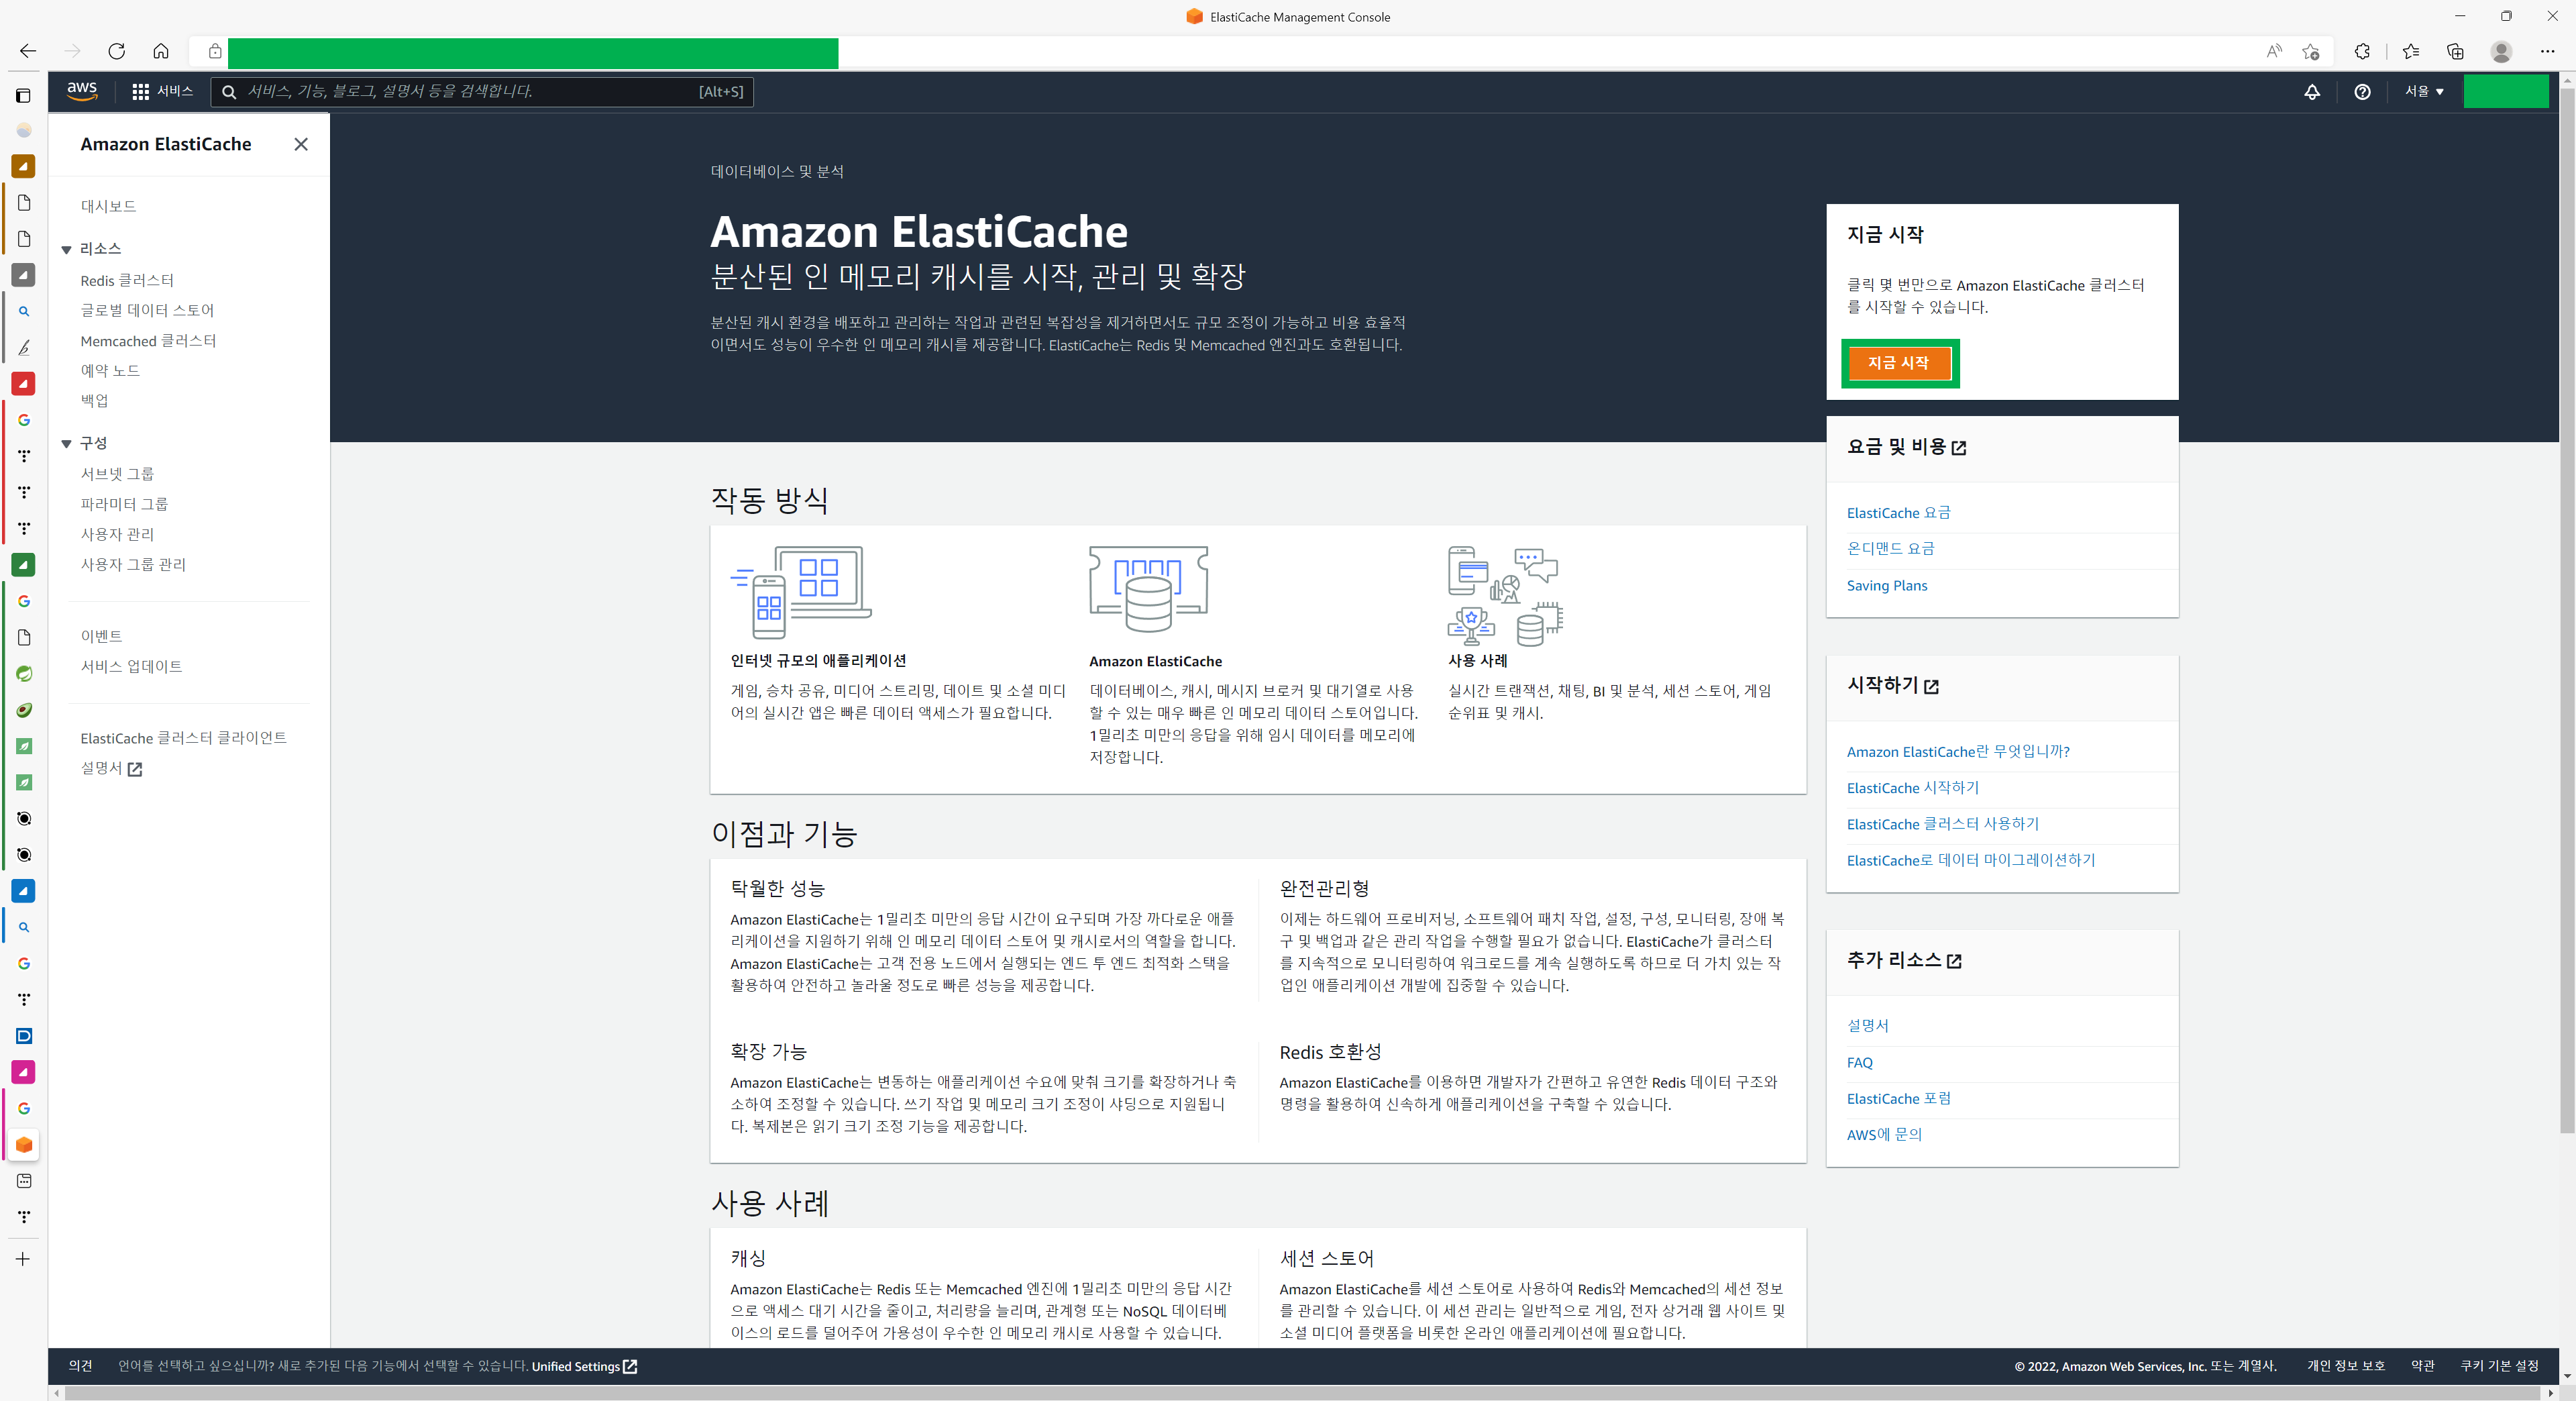 ElastiCache Management Console
aws
서비스
서비스, 기능, 블로그, 설명서 등을 검색합니다.
[Alt+S]
서울 ▼
Amazon ElastiCache
대시보드
▼ 리소스
Redis 클러스터
글로벌 데이터 스토어
Memcached 클러스터
예약 노드
백업
▼ 구성
서브넷 그룹
파라미터 그룹
사용자 관리
사용자 그룹 관리
이벤트
서비스 업데이트
ElastiCache 클러스터 클라이언트
설명서
데이터베이스 및 분석
Amazon ElastiCache
분산된 인 메모리 캐시를 시작, 관리 및 확장
분산된 캐시 환경을 배포하고 관리하는 작업과 관련된 복잡성을 제거하면서도 규모 조정이 가능하고 비용 효율적
이면서도 성능이 우수한 인 메모리 캐시를 제공합니다. ElastiCache는 Redis 및 Memcached 엔진과도 호환됩니다.
지금 시작
클릭 몇 번만으로 Amazon ElastiCache 클러스터
를 시작할 수 있습니다.
지금 시작
요금 및 비용
ElastiCache 요금
온디맨드 요금
Saving Plans
시작하기
Amazon ElastiCache란 무엇입니까?
ElastiCache 시작하기
ElastiCache 클러스터 사용하기
ElastiCache로 데이터 마이그레이션하기
추가 리소스
설명서
FAQ
ElastiCache 포럼
AWS에 문의
작동 방식
인터넷 규모의 애플리케이션
게임, 승차 공유, 미디어 스트리밍, 데이트 및 소셜 미디
어의 실시간 앱은 빠른 데이터 액세스가 필요합니다.
Amazon ElastiCache
데이터베이스, 캐시, 메시지 브로커 및 대기열로 사용
할 수 있는 매우 빠른 인 메모리 데이터 스토어입니다.
1밀리초 미만의 응답을 위해 임시 데이터를 메모리에
저장합니다.
사용 사례
실시간 트랜잭션, 채팅, BI 및 분석, 세션 스토어, 게임
순위표 및 캐시.
이점과 기능
탁월한 성능
Amazon ElastiCache는 1밀리초 미만의 응답 시간이 요구되며 가장 까다로운 애플
리케이션을 지원하기 위해 인 메모리 데이터 스토어 및 캐시로서의 역할을 합니다.
Amazon ElastiCache는 고객 전용 노드에서 실행되는 엔드 투 엔드 최적화 스택을
활용하여 안전하고 놀라울 정도로 빠른 성능을 제공합니다.
완전관리형
이제는 하드웨어 프로비저닝, 소프트웨어 패치 작업, 설정, 구성, 모니터링, 장애 복
구 및 백업과 같은 관리 작업을 수행할 필요가 없습니다. ElastiCache가 클러스터
를 지속적으로 모니터링하여 워크로드를 계속 실행하도록 하므로 더 가치 있는 작
업인 애플리케이션 개발에 집중할 수 있습니다.
확장 가능
Amazon ElastiCache는 변동하는 애플리케이션 수요에 맞춰 크기를 확장하거나 축
소하여 조정할 수 있습니다. 쓰기 작업 및 메모리 크기 조정이 샤딩으로 지원됩니
다. 복제본은 읽기 크기 조정 기능을 제공합니다.
Redis 호환성
Amazon ElastiCache를 이용하면 개발자가 간편하고 유연한 Redis 데이터 구조와
명령을 활용하여 신속하게 애플리케이션을 구축할 수 있습니다.
사용 사례
캐싱
Amazon ElastiCache는 Redis 또는 Memcached 엔진에 1밀리초 미만의 응답 시간
으로 액세스 대기 시간을 줄이고, 처리량을 늘리며, 관계형 또는 NoSQL 데이터베
이스의 로드를 덜어주어 가용성이 우수한 인 메모리 캐시로 사용할 수 있습니다.
세션 스토어
Amazon ElastiCache를 세션 스토어로 사용하여 Redis와 Memcached의 세션 정보
를 관리할 수 있습니다. 이 세션 관리는 일반적으로 게임, 전자 상거래 웹 사이트 및
소셜 미디어 플랫폼을 비롯한 온라인 애플리케이션에 필요합니다.
의견
언어를 선택하고 싶으십니까? 새로 추가된 다음 기능에서 선택할 수 있습니다. Unified Settings
© 2022, Amazon Web Services, Inc. 또는 계열사.
개인 정보 보호
약관
쿠키 기본 설정